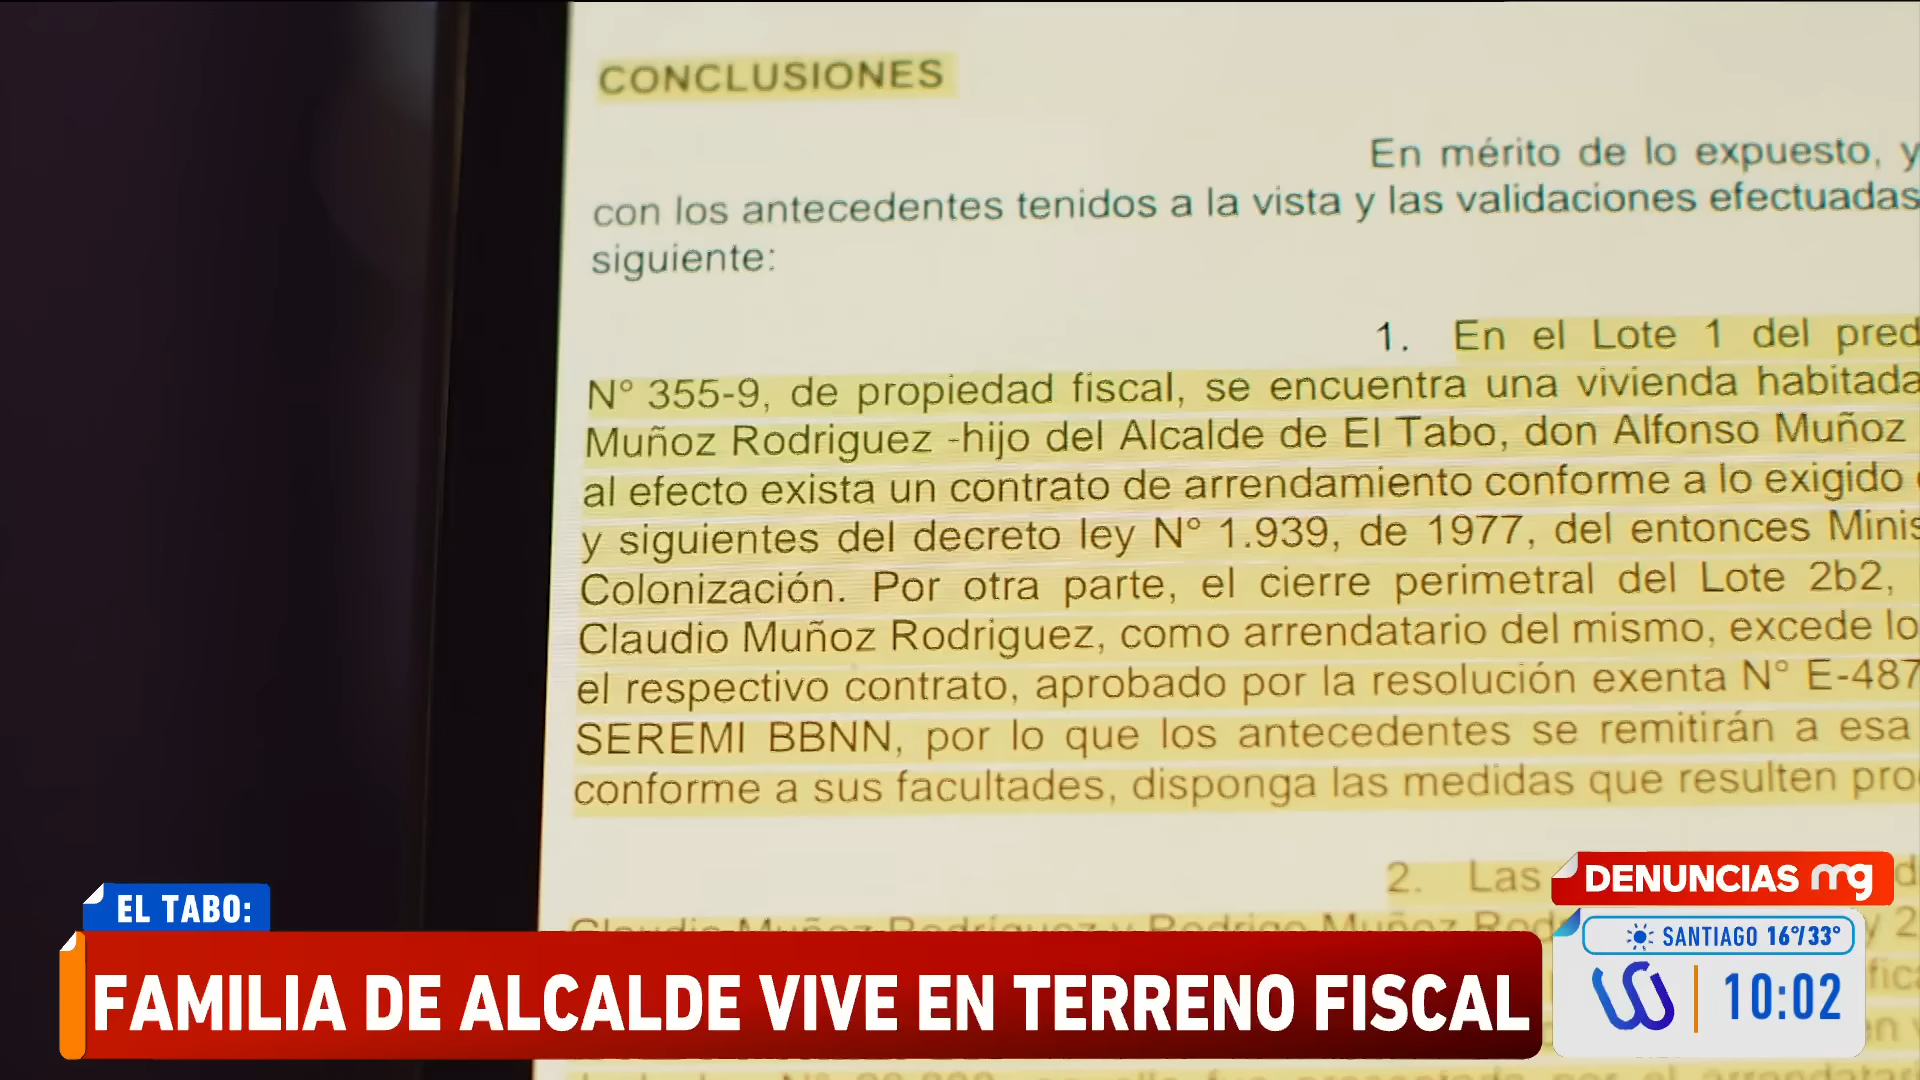 CONCLUSIONES
En mérito de lo expuesto, y
con los antecedentes tenidos a la vista y las validaciones efectuadas
siguiente:
1. En el Lote 1 del pred
N° 355-9, de propiedad fiscal, se encuentra una vivienda habitada
Muñoz Rodriguez -hijo del Alcalde de El Tabo, don Alfonso Muñoz
al efecto exista un contrato de arrendamiento conforme a lo exigido
y siguientes del decreto ley N° 1.939, de 1977, del entonces Minis
Colonización. Por otra parte, el cierre perimetral del Lote 2b2,
Claudio Muñoz Rodriguez, como arrendatario del mismo, excede lo
el respectivo contrato, aprobado por la resolución exenta N° E-487
SEREMI BBNN, por lo que los antecedentes se remitirán a esa
conforme a sus facultades, disponga las medidas que resulten pro
2. Las
Claudio Muñoz Rodríguez y Rodrigo Muñoz Rod
DENUNCIAS mg
EL TABO:
SANTIAGO 16°/33°
FAMILIA DE ALCALDE VIVE EN TERRENO FISCAL
10:02